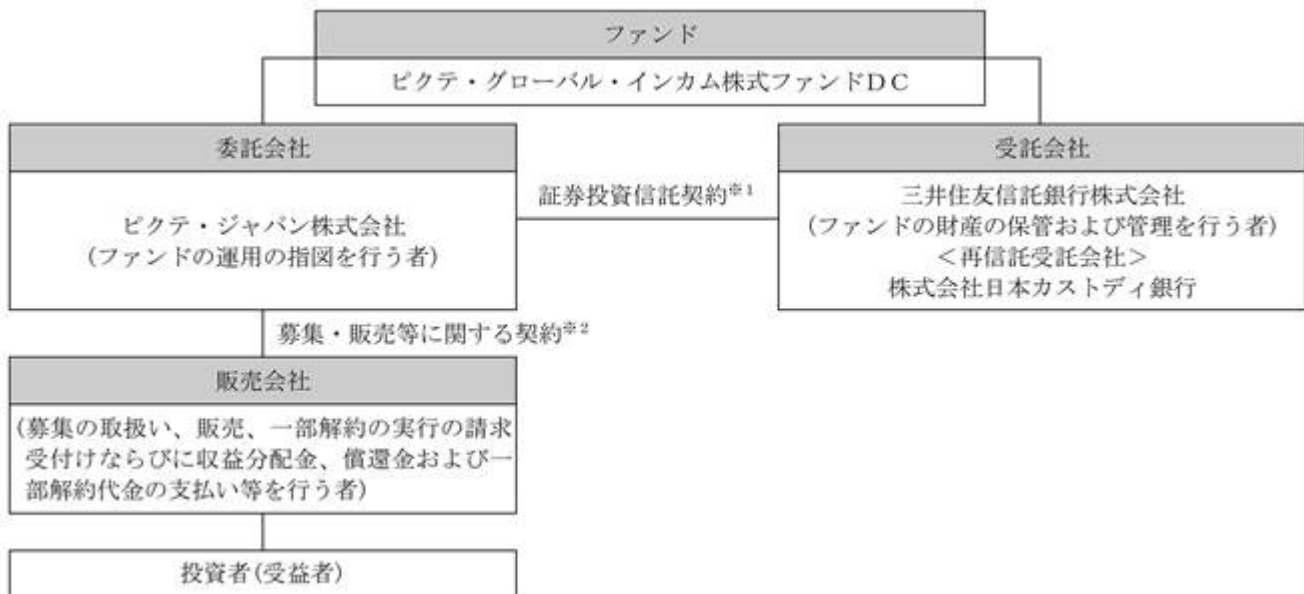 ファンド
ピクテ・グローバル・インカム株式ファンドDC
委託会社
ピクテ・ジャパン株式会社
(ファンドの運用の指図を行う者)
証券投資信託契約※1
受託会社
三井住友信託銀行株式会社
(ファンドの財産の保管および管理を行う者)
<再信託受託会社>
株式会社日本カストディ銀行
募集・販売等に関する契約※2
販売会社
(募集の取扱い、販売、一部解約の実行の請求
受付けならびに収益分配金、償還金および一
部解約代金の支払い等を行う者)
投資者(受益者)